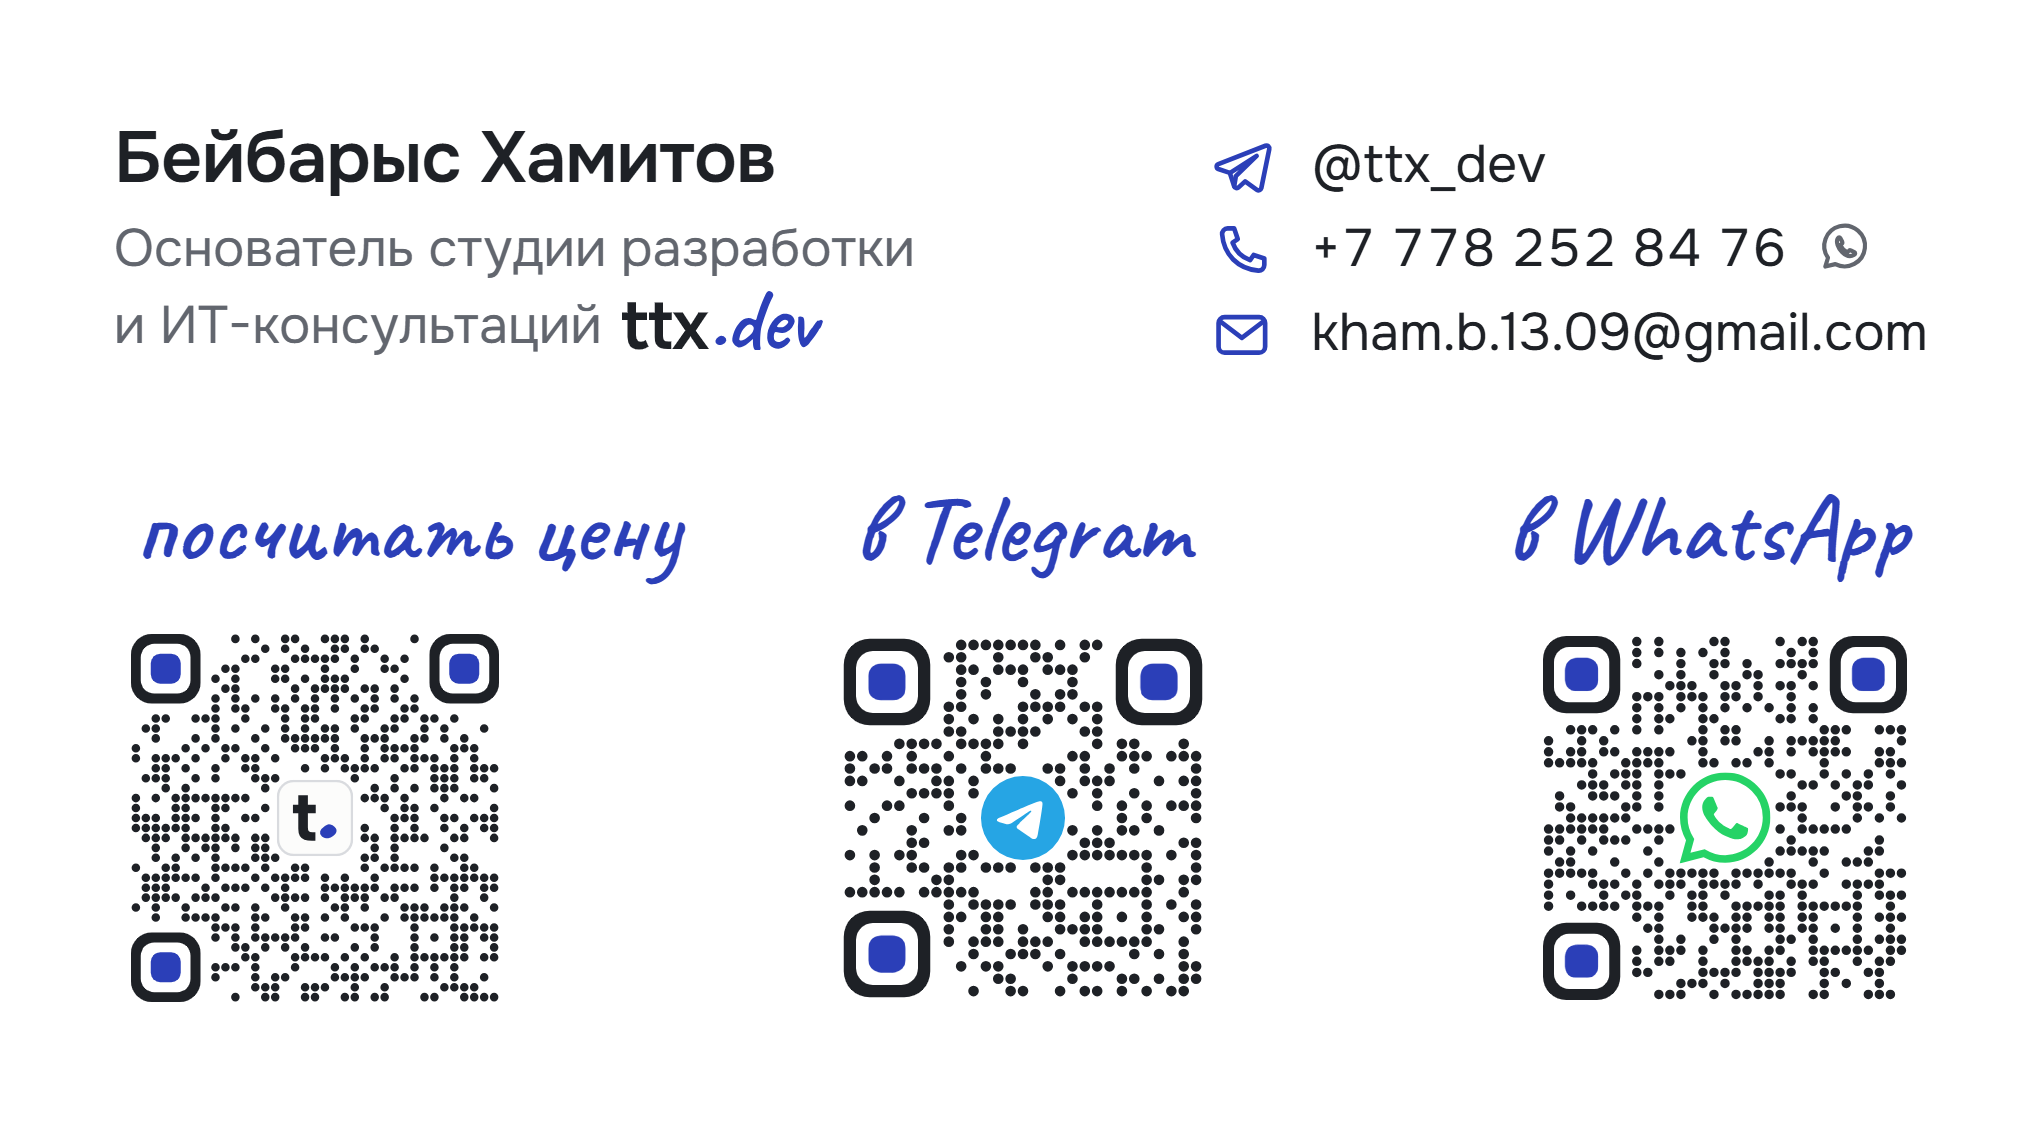 Бейбарыс Хамитов
Основатель студии разработки
и ИТ-консультаций ttx.dev
@ttx_dev
+7 778 252 84 76
kham.b.13.09@gmail.com
посчитать цену
в Telegram
в WhatsApp
t.